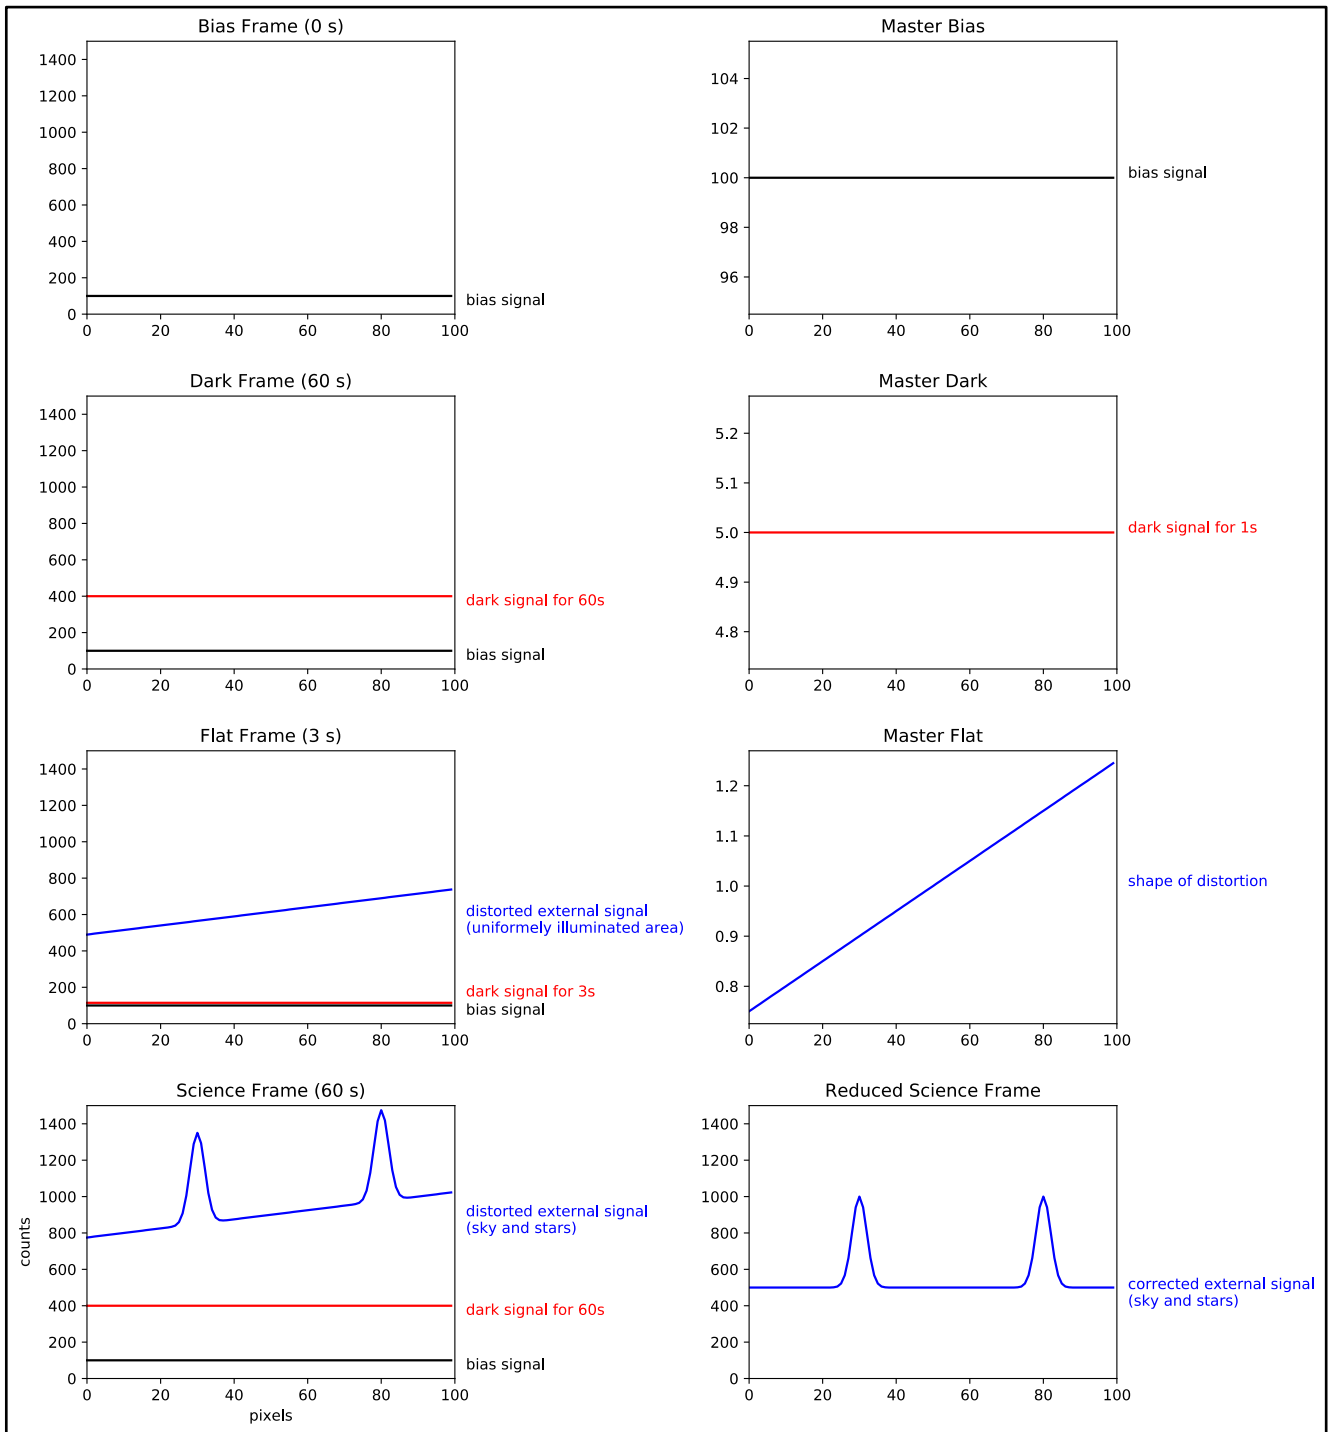 Bias Frame (0 s)
1400
1200
1000
800
600
400
200
0
0 20 40 60 80 100
bias signal
Master Bias
104
102
100
98
96
0 20 40 60 80 100
bias signal
Dark Frame (60 s)
1400
1200
1000
800
600
400
200
0
0 20 40 60 80 100
dark signal for 60s
bias signal
Master Dark
5.2
5.1
5.0
4.9
4.8
0 20 40 60 80 100
dark signal for 1s
Flat Frame (3 s)
1400
1200
1000
800
600
400
200
0
0 20 40 60 80 100
distorted external signal
(uniformely illuminated area)
dark signal for 3s
bias signal
Master Flat
1.2
1.1
1.0
0.9
0.8
0 20 40 60 80 100
shape of distortion
Science Frame (60 s)
counts
1400
1200
1000
800
600
400
200
0
0 20 40 60 80 100
pixels
distorted external signal
(sky and stars)
dark signal for 60s
bias signal
Reduced Science Frame
1400
1200
1000
800
600
400
200
0
0 20 40 60 80 100
corrected external signal
(sky and stars)